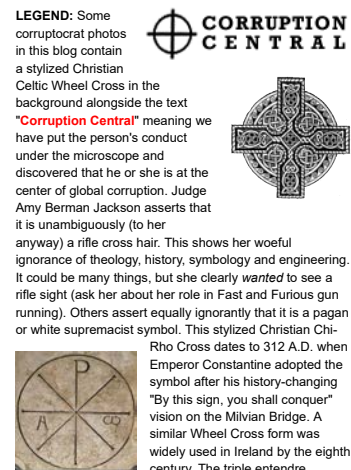 LEGEND: Some
corruptocrat photos
in this blog contain
a stylized Christian
Celtic Wheel Cross in the
background alongside the text
"Corruption Central" meaning we
have put the person's conduct
under the microscope and
discovered that he or she is at the
center of global corruption. Judge
Amy Berman Jackson asserts that
it is unambiguously (to her
anyway) a rifle cross hair. This shows her woeful
ignorance of theology, history, symbology and engineering.
It could be many things, but she clearly wanted to see a
rifle sight (ask her about her role in Fast and Furious gun
running). Others assert equally ignorantly that it is a pagan
or white supremacist symbol. This stylized Christian Chi-
Rho Cross dates to 312 A.D. when
Emperor Constantine adopted the
symbol after his history-changing
"By this sign, you shall conquer"
vision on the Milvian Bridge. A
similar Wheel Cross form was
widely used in Ireland by the eighth
century. The triple entendre
CORRUPTION
CENTRAL